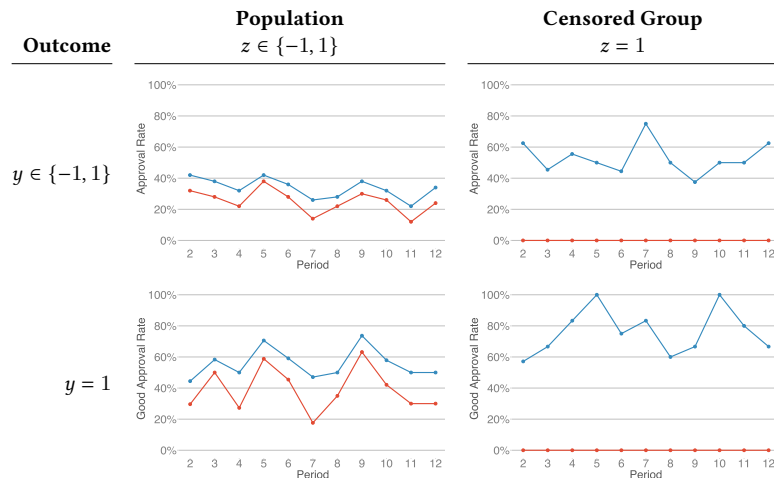 Population
Censored Group
Outcome
z ∈ {−1, 1}
z = 1
y ∈ {−1, 1}
Approval Rate
100%
80%
60%
40%
20%
0%
2 3 4 5 6 7 8 9 10 11 12
Period
Approval Rate
100%
80%
60%
40%
20%
0%
2 3 4 5 6 7 8 9 10 11 12
Period
y = 1
Good Approval Rate
100%
80%
60%
40%
20%
0%
2 3 4 5 6 7 8 9 10 11 12
Period
Good Approval Rate
100%
80%
60%
40%
20%
0%
2 3 4 5 6 7 8 9 10 11 12
Period